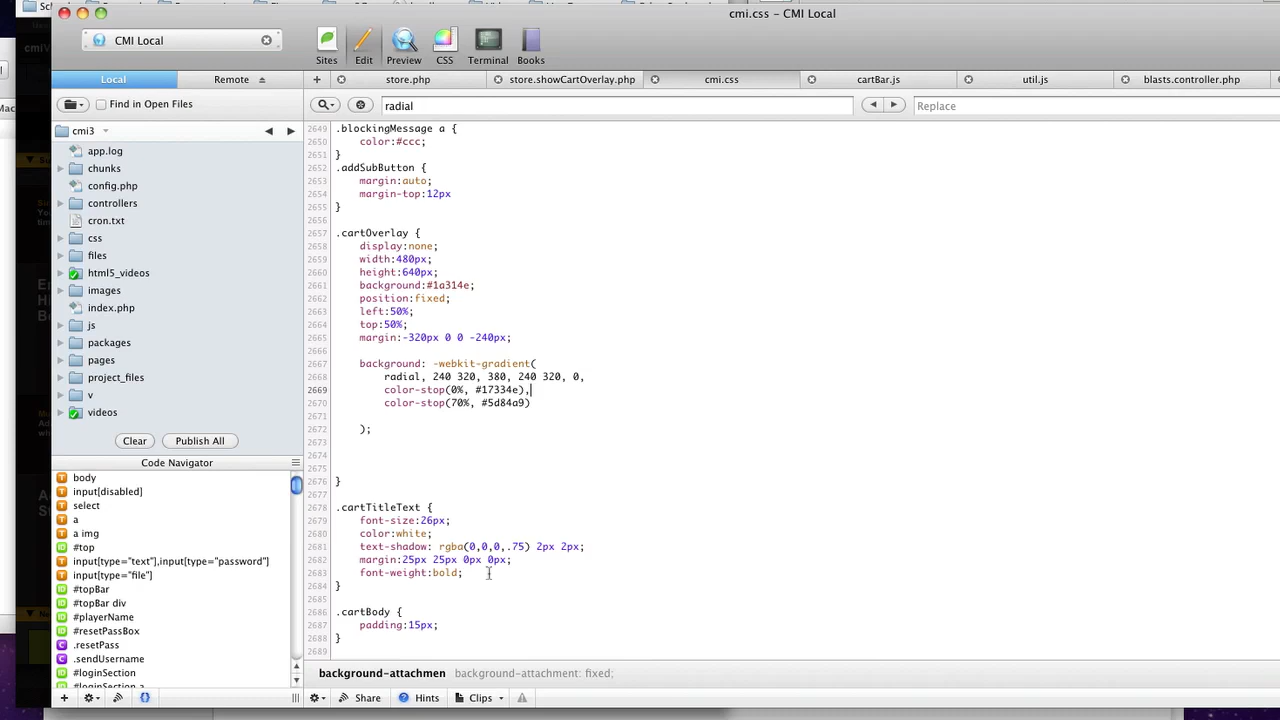 cmi.css – CMI Local
CMI Local
Sites
Edit
Preview
CSS
Terminal
Books
Local
Remote
store.php
store.showCartOverlay.php
cmi.css
cartBar.js
util.js
blasts.controller.php
Find in Open Files
radial
Replace
cmi3
app.log
chunks
config.php
controllers
cron.txt
css
files
html5_videos
images
index.php
js
packages
pages
project_files
v
videos
Clear
Publish All
Code Navigator
body
input[disabled]
select
a
a img
#top
input[type="text"],input[type="password"]
input[type="file"]
#topBar
#topBar div
#playerName
#resetPassBox
.resetPass
.sendUsername
#loginSection
#loginSection a
2649 .blockingMessage a {
2650 color:#ccc;
2651 }
2652 .addSubButton {
2653 margin:auto;
2654 margin-top:12px
2655 }
2656
2657 .cartOverlay {
2658 display:none;
2659 width:480px;
2660 height:640px;
2661 background:#1a314e;
2662 position:fixed;
2663 left:50%;
2664 top:50%;
2665 margin:-320px 0 0 -240px;
2666
2667 background: -webkit-gradient(
2668 radial, 240 320, 380, 240 320, 0,
2669 color-stop(0%, #17334e),
2670 color-stop(70%, #5d84a9)
2671
2672 );
2673
2674
2675
2676 }
2677
2678 .cartTitleText {
2679 font-size:26px;
2680 color:white;
2681 text-shadow: rgba(0,0,0,.75) 2px 2px;
2682 margin:25px 25px 0px 0px;
2683 font-weight:bold;
2684 }
2685
2686 .cartBody {
2687 padding:15px;
2688 }
2689
background-attachmen background-attachment: fixed;
Share
Hints
Clips